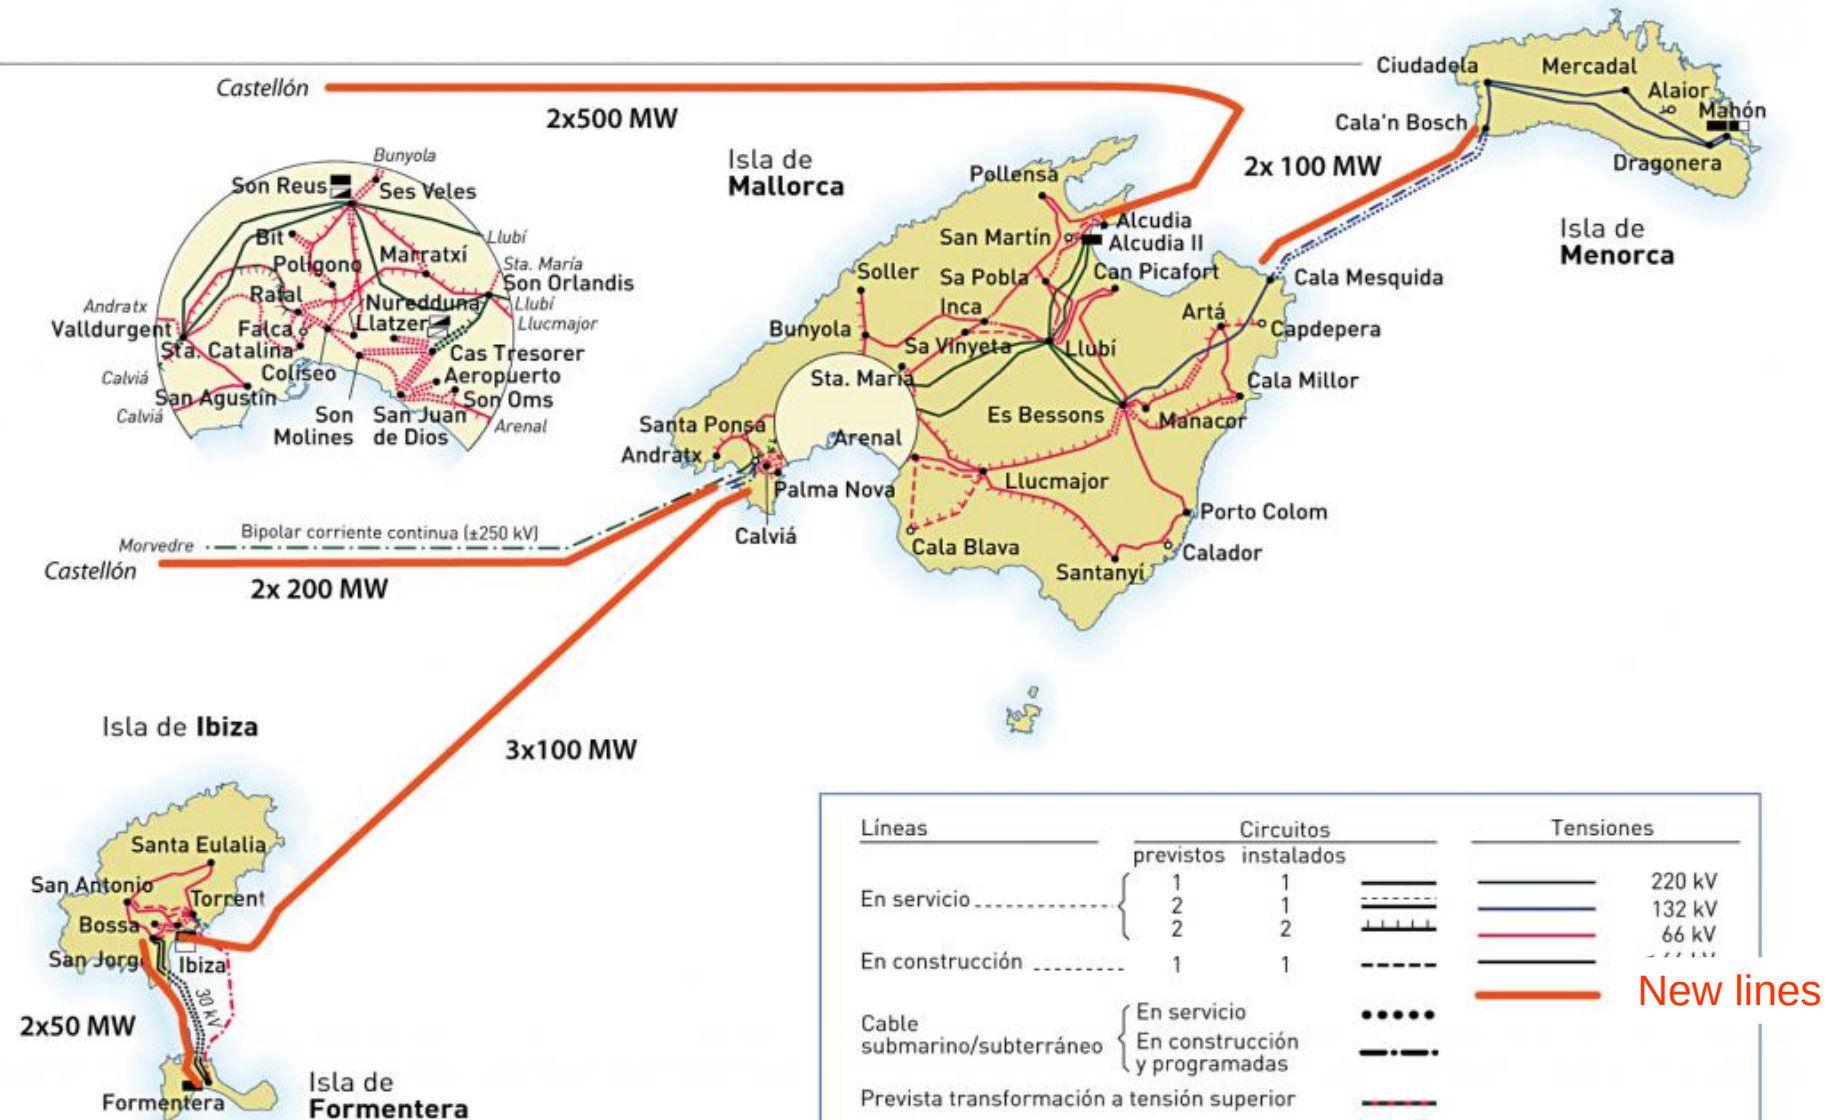 Castellón
2x500 MW
Ciudadela
Mercadal
Alaior
Mahón
Cala'n Bosch
Dragonera
2x 100 MW
Isla de
Menorca
Isla de
Mallorca
Pollensa
Alcudia
San Martín
Alcudia II
Soller
Sa Pobla
Can Picafort
Cala Mesquida
Inca
Artá
Bunyola
Capdepera
Sa Vinyeta
Llubí
Sta. María
Cala Millor
Es Bessons
Manacor
Santa Ponsa
Arenal
Andratx
Llucmajor
Palma Nova
Porto Colom
Calviá
Cala Blava
Calador
Santanyí
Bunyola
Son Reus
Ses Veles
Bit
Llubí
Marratxí
Poligono
Sta. María
Son Orlandis
Rafal
Nuredduna
Llubí
Andratx
Valldurgent
Falca
Llatzer
Llucmajor
Sta. Catalina
Cas Tresorer
Calviá
Coliseo
Aeropuerto
San Agustín
Son Oms
Calviá
Son
Molines
San Juan
de Dios
Arenal
Bipolar corriente continua (±250 kV)
Morvedre
Castellón
2x 200 MW
3x100 MW
Isla de Ibiza
Santa Eulalia
San Antonio
Torrent
Bossa
San Jorge
Ibiza
30 kV
2x50 MW
Formentera
Isla de
Formentera
Líneas Circuitos Tensiones
previstos instalados
1 1 220 kV
En servicio 2 1 132 kV
2 2 66 kV
En construcción 1 1
New lines
Cable
submarino/subterráneo
En servicio
En construcción
y programadas
Prevista transformación a tensión superior